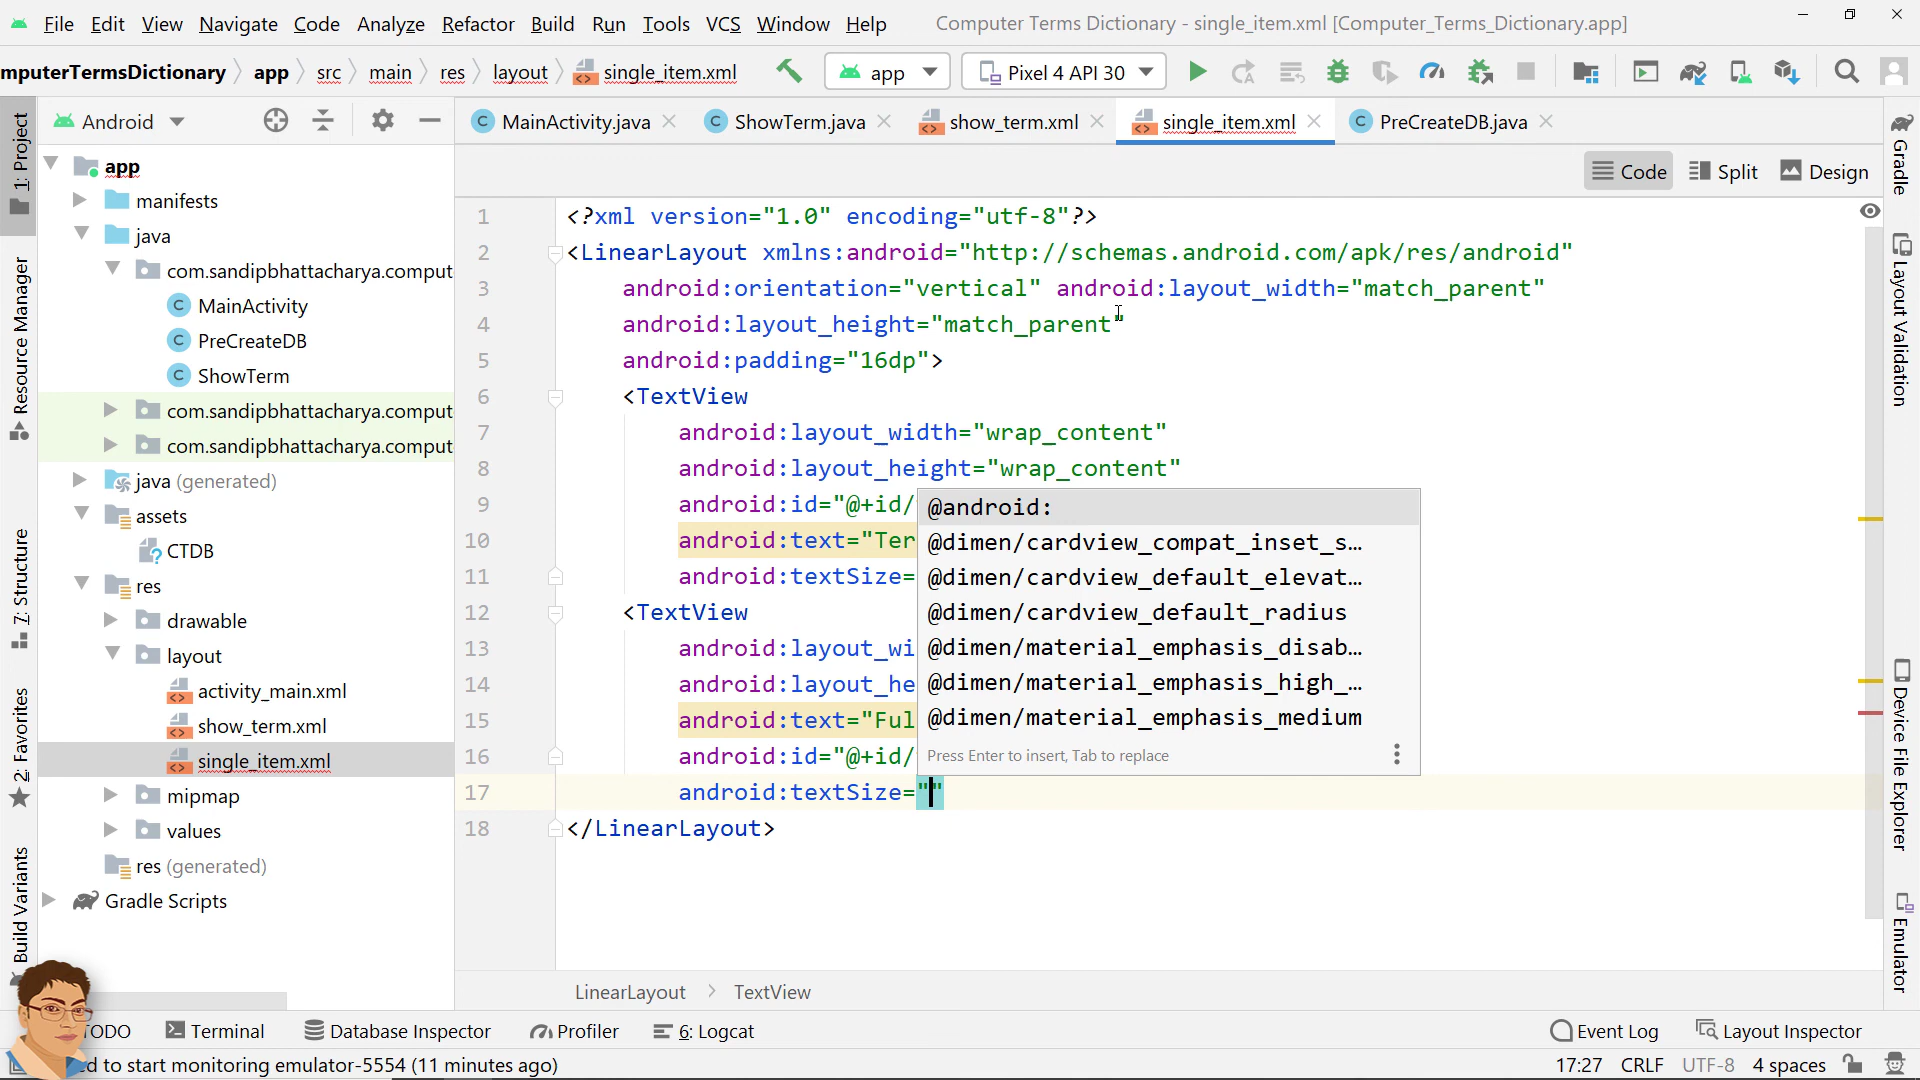 File Edit View Navigate Code Analyze Refactor Build Run Tools VCS Window Help Computer Terms Dictionary - single_item.xml [Computer_Terms_Dictionary.app]
mputerTermsDictionary app src main res layout single_item.xml app Pixel 4 API 30
Android
MainActivity.java ShowTerm.java show_term.xml single_item.xml PreCreateDB.java
Code Split Design
1: Project
Resource Manager
7: Structure
2: Favorites
Build Variants
app
manifests
java
com.sandipbhattacharya.comput
MainActivity
PreCreateDB
ShowTerm
com.sandipbhattacharya.comput
com.sandipbhattacharya.comput
java (generated)
assets
CTDB
res
drawable
layout
activity_main.xml
show_term.xml
single_item.xml
mipmap
values
res (generated)
Gradle Scripts
1 <?xml version="1.0" encoding="utf-8"?>
2 <LinearLayout xmlns:android="http://schemas.android.com/apk/res/android"
3 android:orientation="vertical" android:layout_width="match_parent"
4 android:layout_height="match_parent"
5 android:padding="16dp">
6 <TextView
7 android:layout_width="wrap_content"
8 android:layout_height="wrap_content"
9 android:id="@+id/
10 android:text="Ter
11 android:textSize=
12 <TextView
13 android:layout_wi
14 android:layout_he
15 android:text="Ful
16 android:id="@+id/
17 android:textSize=""
18 </LinearLayout>
@android:
@dimen/cardview_compat_inset_s…
@dimen/cardview_default_elevat…
@dimen/cardview_default_radius
@dimen/material_emphasis_disab…
@dimen/material_emphasis_high_…
@dimen/material_emphasis_medium
Press Enter to insert, Tab to replace
Gradle
Layout Validation
Device File Explorer
Emulator
LinearLayout TextView
TODO Terminal Database Inspector Profiler 6: Logcat Event Log Layout Inspector
ed to start monitoring emulator-5554 (11 minutes ago) 17:27 CRLF UTF-8 4 spaces